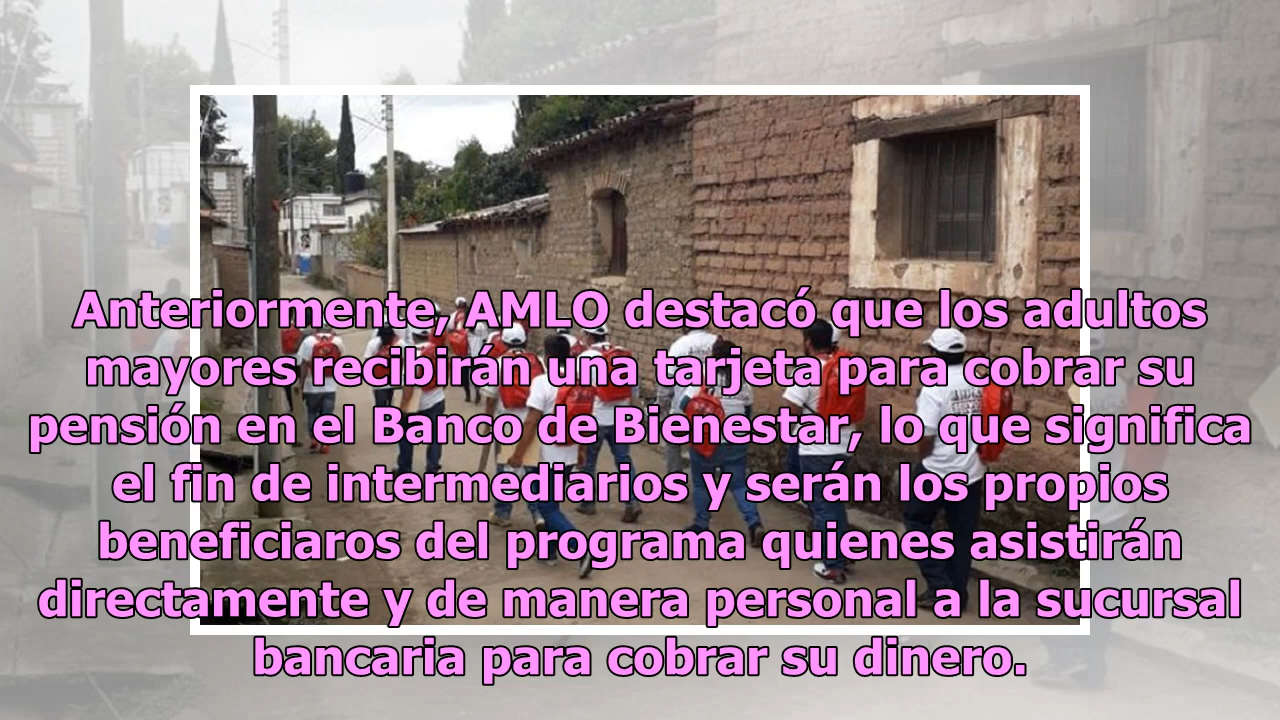 Anteriormente, AMLO destacó que los adultos
mayores recibirán una tarjeta para cobrar su
pensión en el Banco de Bienestar, lo que significa
el fin de intermediarios y serán los propios
beneficiaros del programa quienes asistirán
directamente y de manera personal a la sucursal
bancaria para cobrar su dinero.